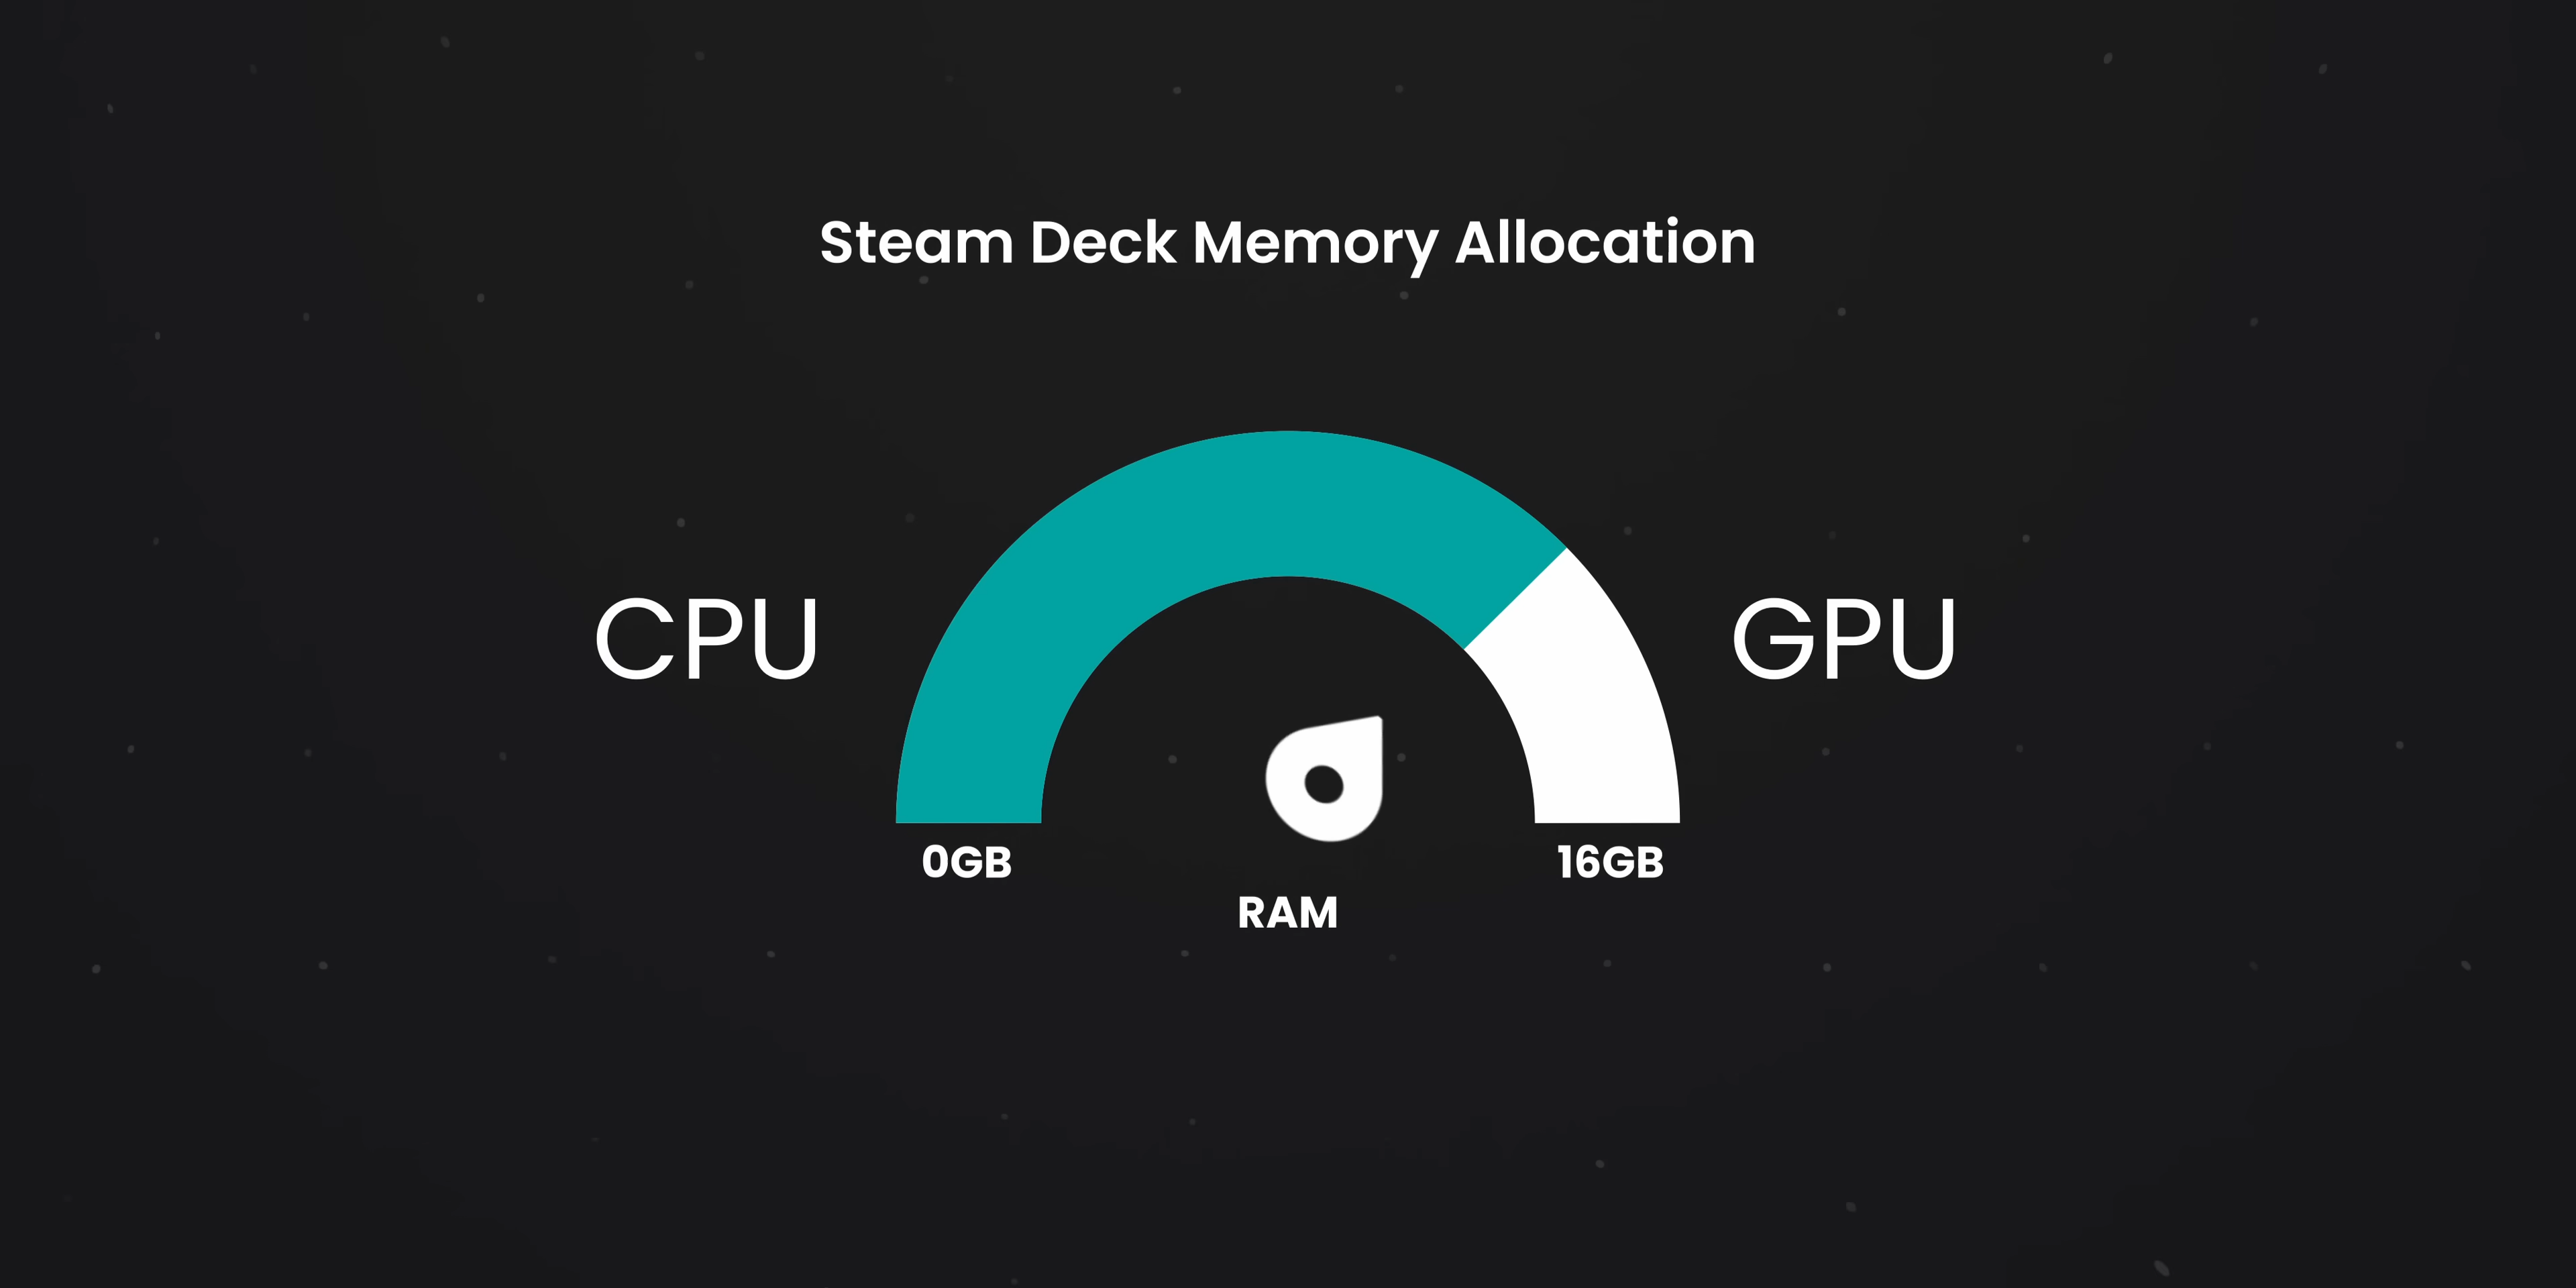 Steam Deck Memory Allocation
CPU
GPU
0GB
16GB
RAM